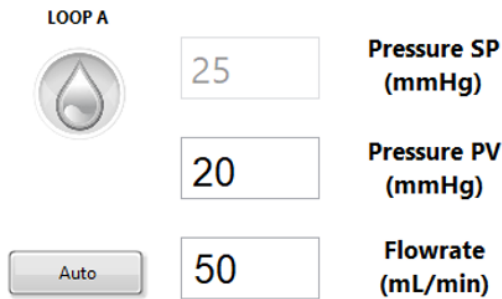 LOOP A
25
Pressure SP
(mmHg)
20
Pressure PV
(mmHg)
Auto
50
Flowrate
(mL/min)